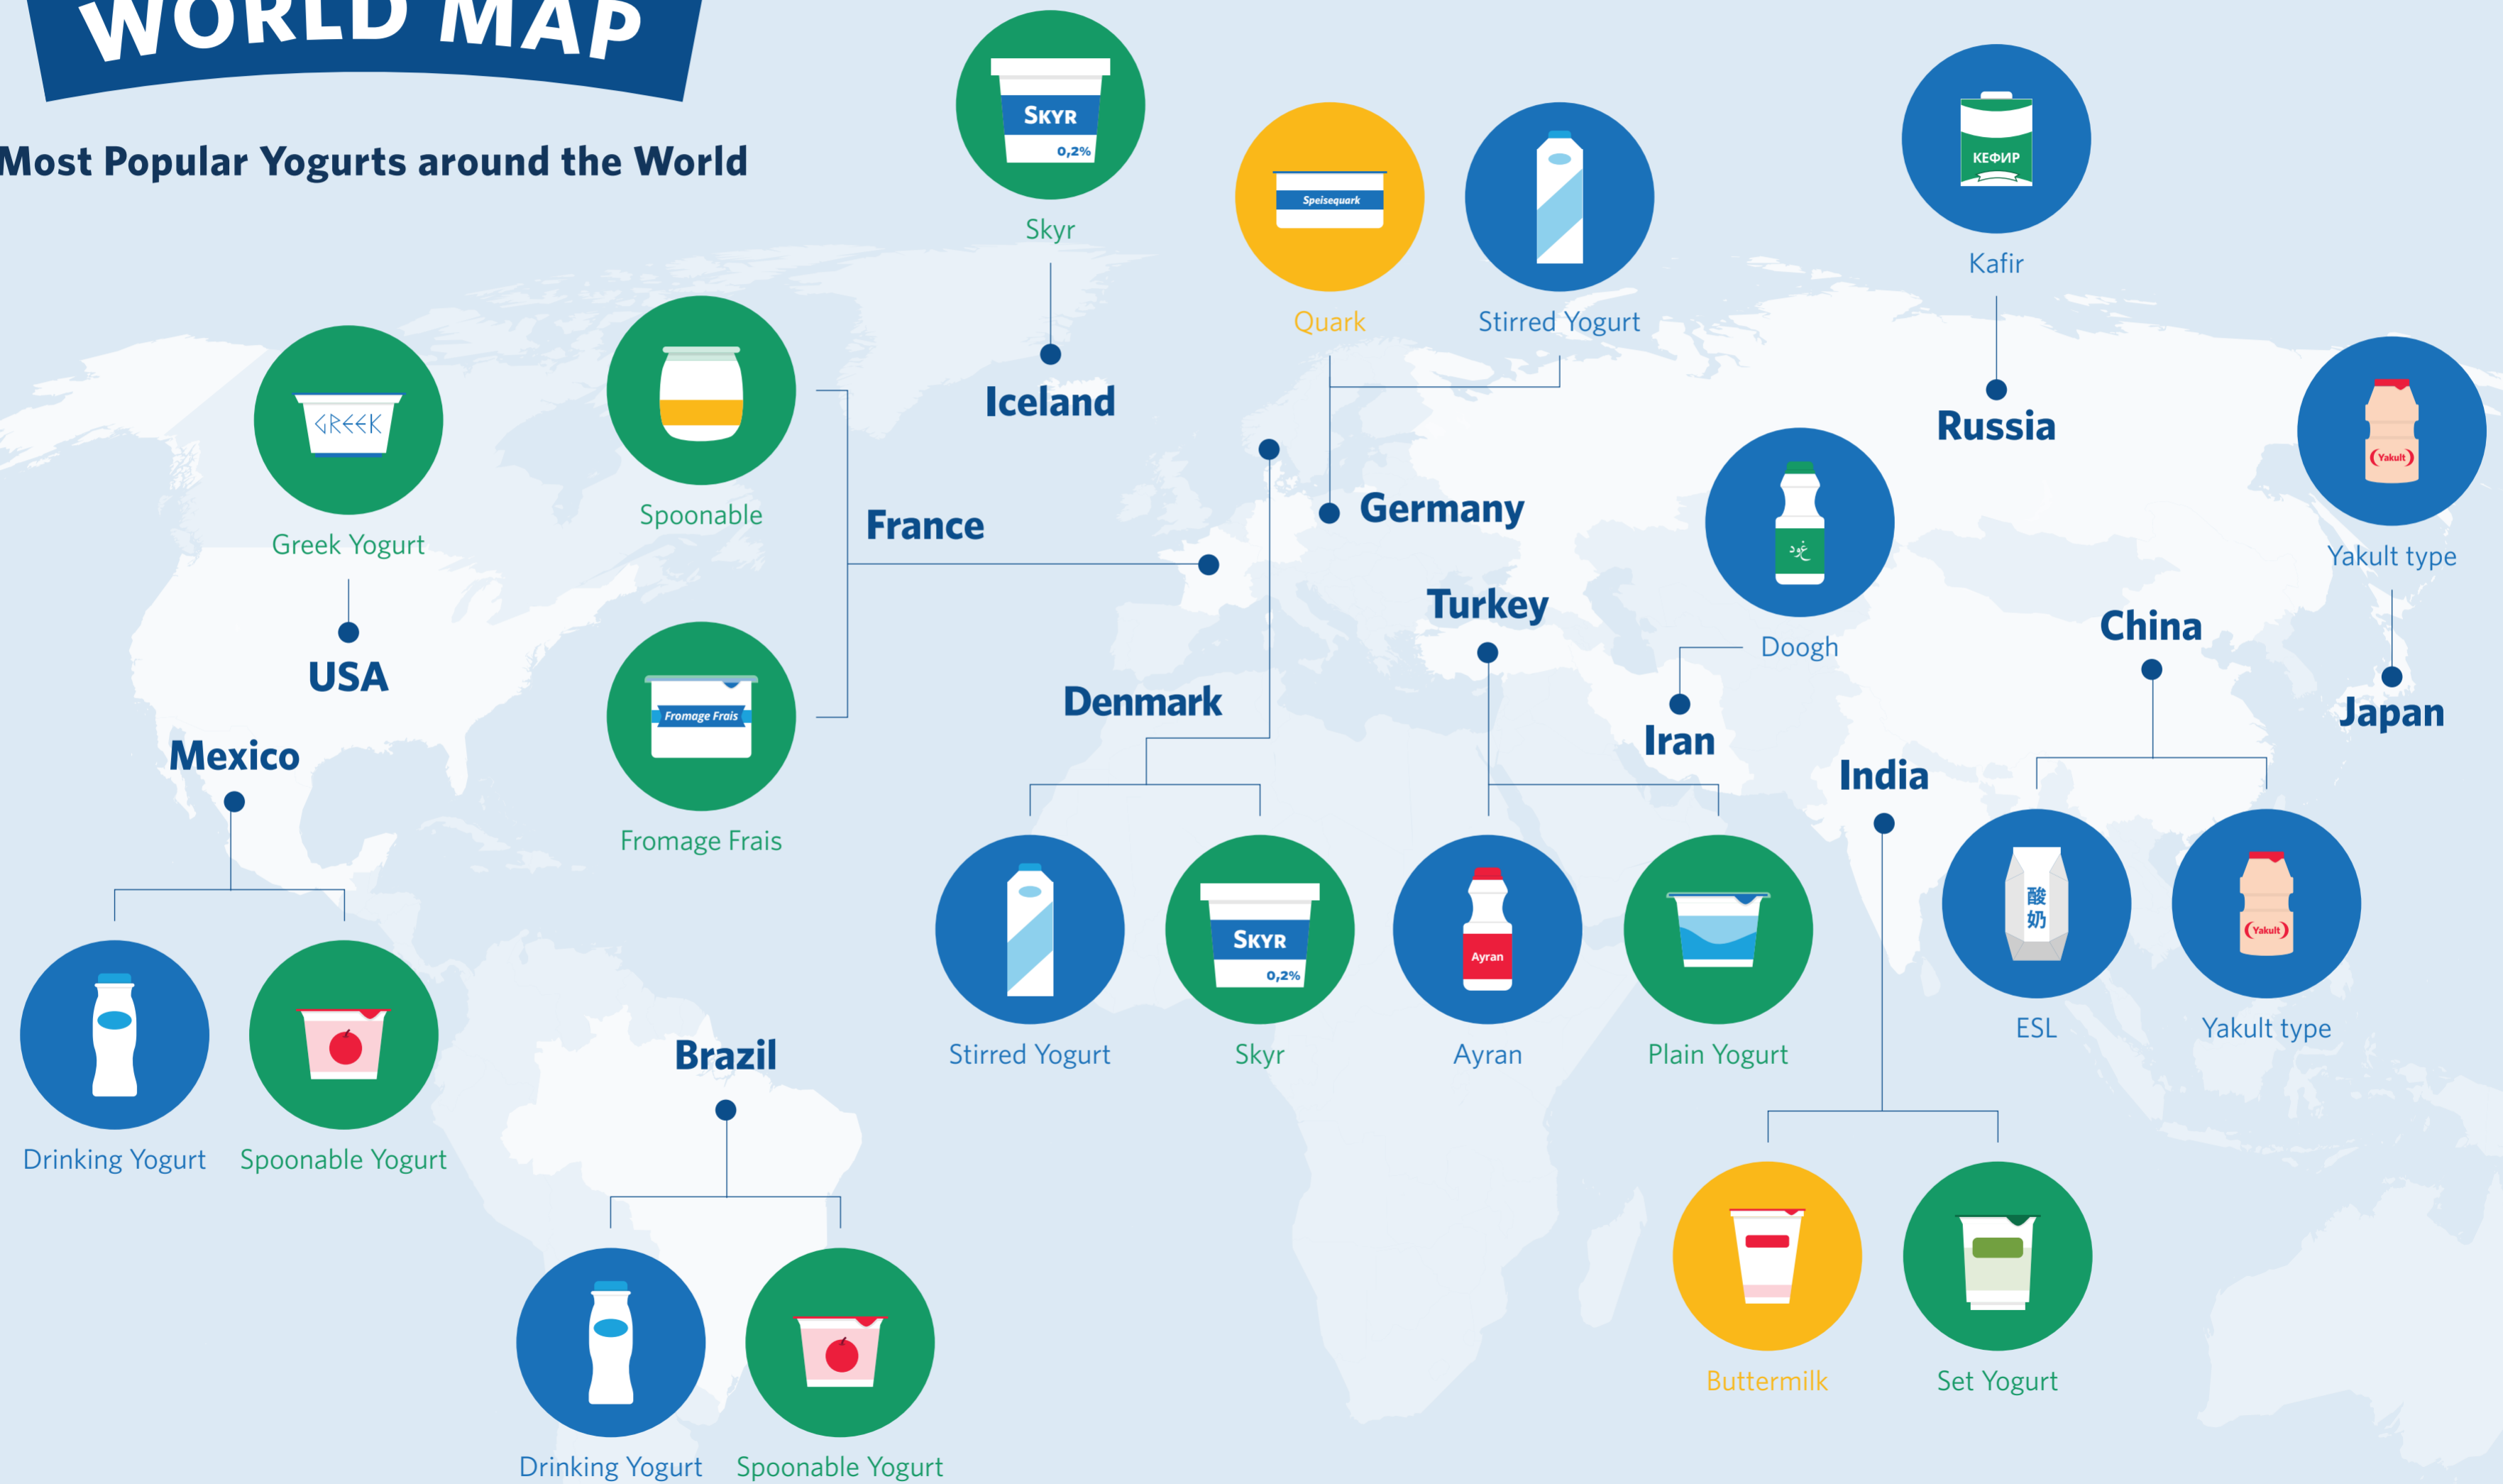 WORLD MAP
Most Popular Yogurts around the World
SKYR
0,2%
Skyr
Iceland
Speisequark
Quark
Stirred Yogurt
Germany
КЕФИР
Kafir
Russia
GREEK
Greek Yogurt
USA
Spoonable
France
Fromage Frais
Fromage Frais
Yakult
Yakult type
Japan
Doogh
Iran
Turkey
Denmark
China
India
Mexico
SKYR
0,2%
Ayran
酸
奶
Yakult
Stirred Yogurt
Skyr
Ayran
Plain Yogurt
ESL
Yakult type
Drinking Yogurt
Spoonable Yogurt
Brazil
Buttermilk
Set Yogurt
Drinking Yogurt
Spoonable Yogurt